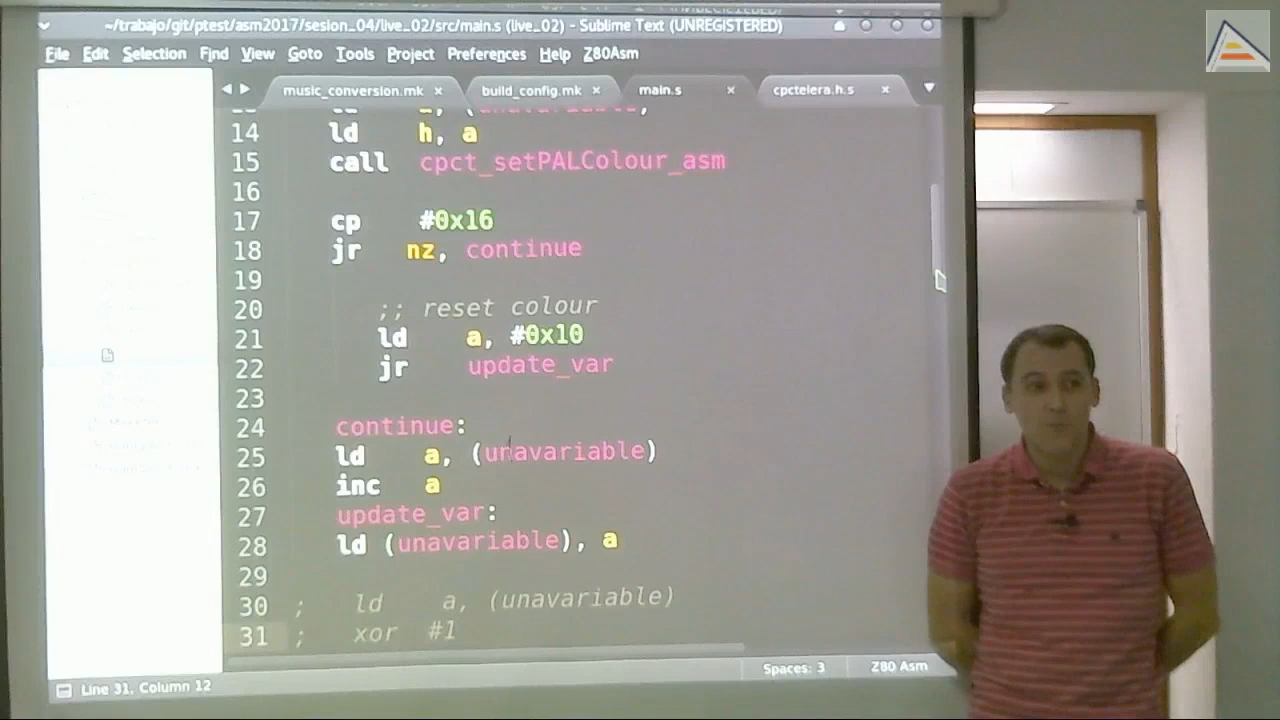 ~/trabajo/git/ptest/asm2017/sesion_04/live_02/src/main.s (live_02) - Sublime Text (UNREGISTERED)
File Edit Selection Find View Goto Tools Project Preferences Help Z80Asm
music_conversion.mk × build_config.mk × main.s × cpctelera.h.s ×
14 ld h, a
15 call cpct_setPALColour_asm
16
17 cp #0x16
18 jr nz, continue
19
20 ;; reset colour
21 ld a, #0x10
22 jr update_var
23
24 continue:
25 ld a, (unavariable)
26 inc a
27 update_var:
28 ld (unavariable), a
29
30 ; ld a, (unavariable)
31 ; xor #1
Line 31, Column 12 Spaces: 3 Z80 Asm